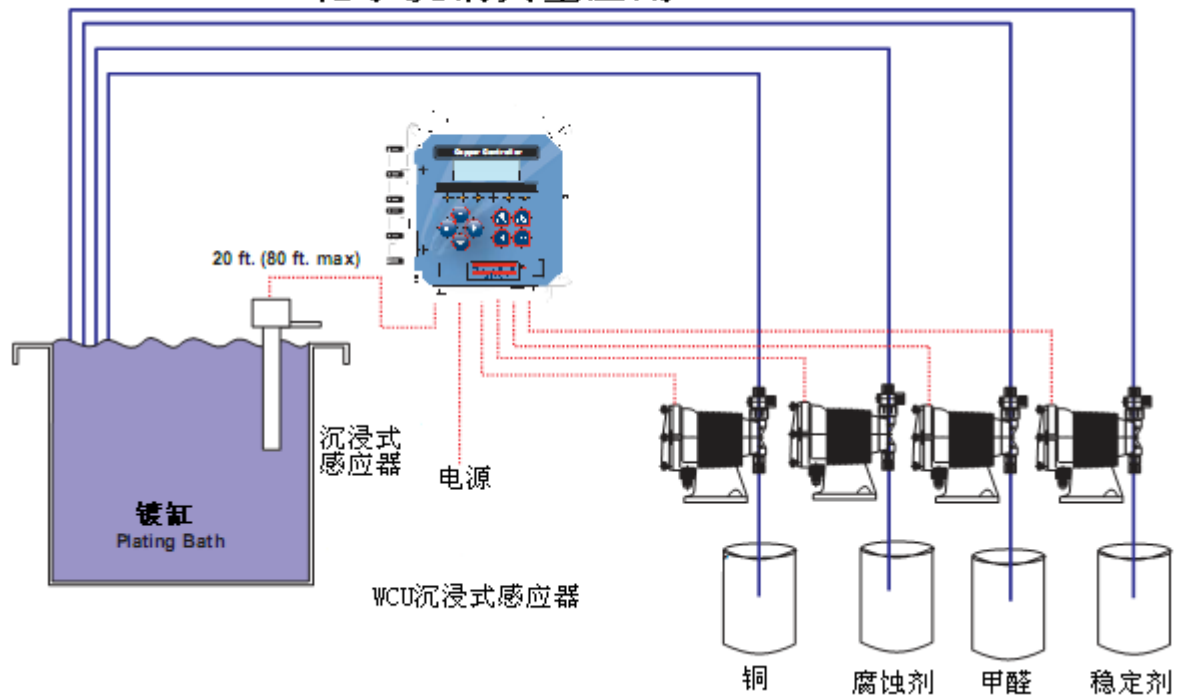 Copper Controller
20 ft. (80 ft. max)
沉浸式
感应器
电源
镀缸
Plating Bath
WCU沉浸式感应器
铜
腐蚀剂
甲醛
稳定剂